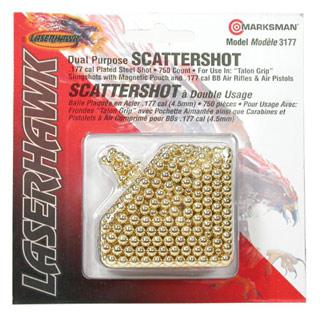 LASERHAWK
MARKSMAN
Model Modèle 3177
Dual Purpose SCATTERSHOT
.177 cal Plated Steel Shot • 750 Count • For Use In: "Talon Grip"
Slingshots with Magnetic Pouch and .177 cal BB Air Rifles & Air Pistols
SCATTERSHOT à Double Usage
Balle Plaquée en Acier .177 cal (4.5mm) • 750 pièces • Pour Usage Avec:
Frondes "Talon Grip" avec Pochette Aimantée ainsi que Carabines et
Pistolets à Air Comprimé pour BBs .177 cal (4.5mm)
LASERHAWK